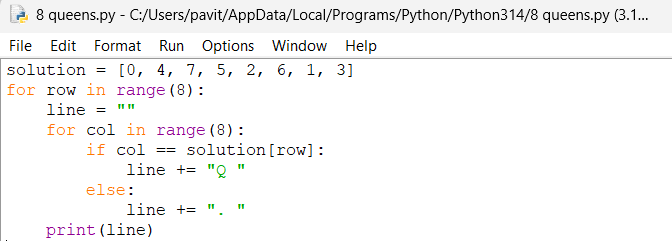 8 queens.py - C:/Users/pavit/AppData/Local/Programs/Python/Python314/8 queens.py (3.1...
File Edit Format Run Options Window Help
solution = [0, 4, 7, 5, 2, 6, 1, 3]
for row in range(8):
    line = ""
    for col in range(8):
        if col == solution[row]:
            line += "Q "
        else:
            line += ". "
    print(line)